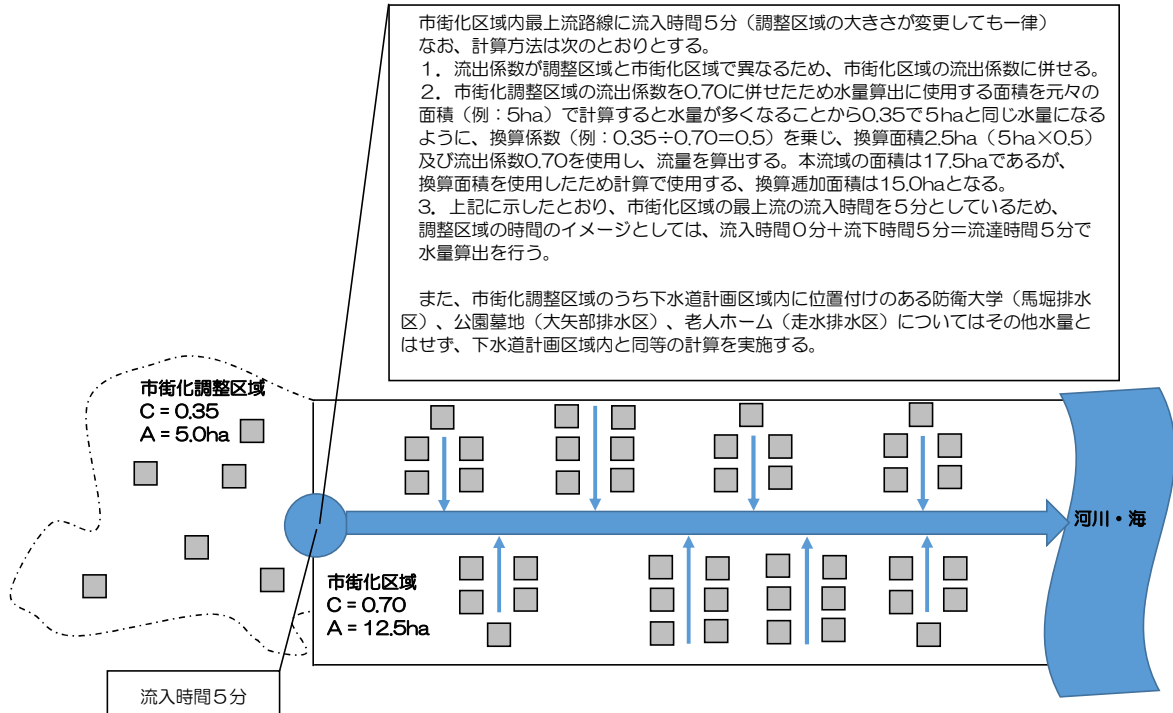 市街化区域内最上流路線に流入時間５分（調整区域の大きさが変更しても一律）
なお、計算方法は次のとおりとする。
１．流出係数が調整区域と市街化区域で異なるため、市街化区域の流出係数に併せる。
２．市街化調整区域の流出係数を0.70に併せたため水量算出に使用する面積を元々の
面積（例：5ha）で計算すると水量が多くなることから0.35で５haと同じ水量になる
ように、換算係数（例：0.35÷0.70＝0.5）を乗じ、換算面積2.5ha（５ha×0.5）
及び流出係数0.70を使用し、流量を算出する。本流域の面積は17.5haであるが、
換算面積を使用したため計算で使用する、換算逓加面積は15.0haとなる。
３．上記に示したとおり、市街化区域の最上流の流入時間を５分としているため、
調整区域の時間のイメージとしては、流入時間０分＋流下時間５分＝流達時間５分で
水量算出を行う。
また、市街化調整区域のうち下水道計画区域内に位置付けのある防衛大学（馬堀排水
区）、公園墓地（大矢部排水区）、老人ホーム（走水排水区）についてはその他水量と
はせず、下水道計画区域内と同等の計算を実施する。
市街化調整区域
C＝0.35
A＝5.0ha
河川・海
市街化区域
C＝0.70
A＝12.5ha
流入時間５分